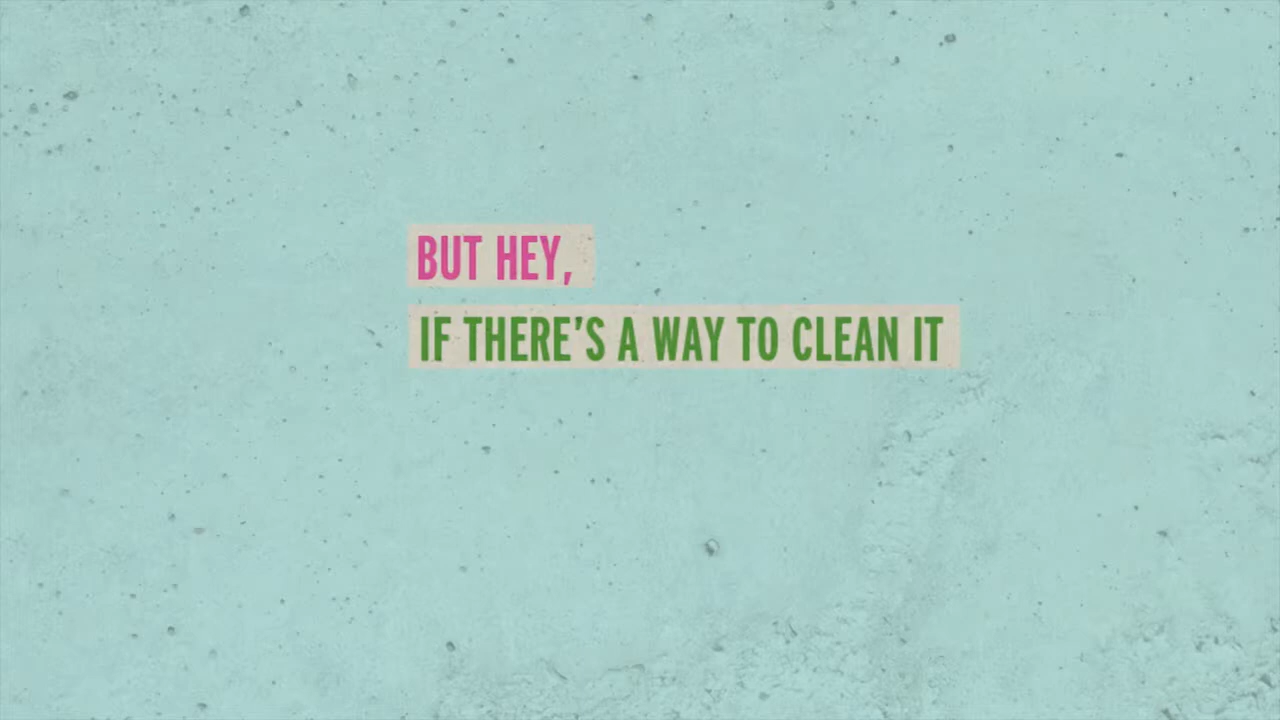 BUT HEY,
IF THERE’S A WAY TO CLEAN IT